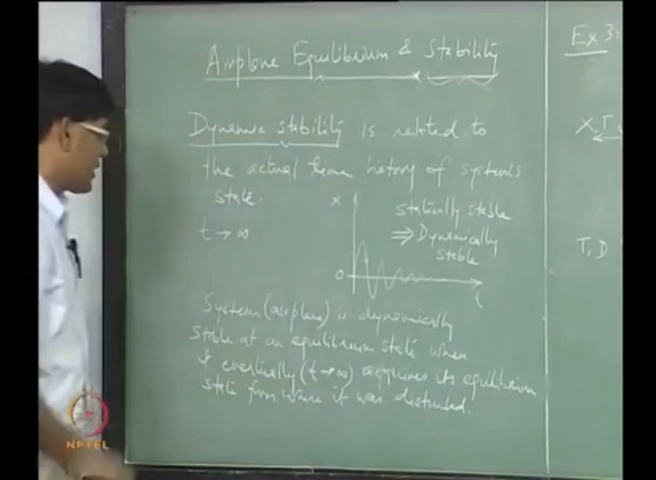 Airplane Equilibrium & Stability
Dynamic stability is related to
the actual time history of system's
state.
t → ∞
x
0
t
statically stable
⇒ Dynamically
stable
System (airplane) is dynamically
stable at an equilibrium state when
it eventually (t → ∞) acquires its equilibrium
state from where it was disturbed.
Ex 3:
X, T
T, D
NPTEL